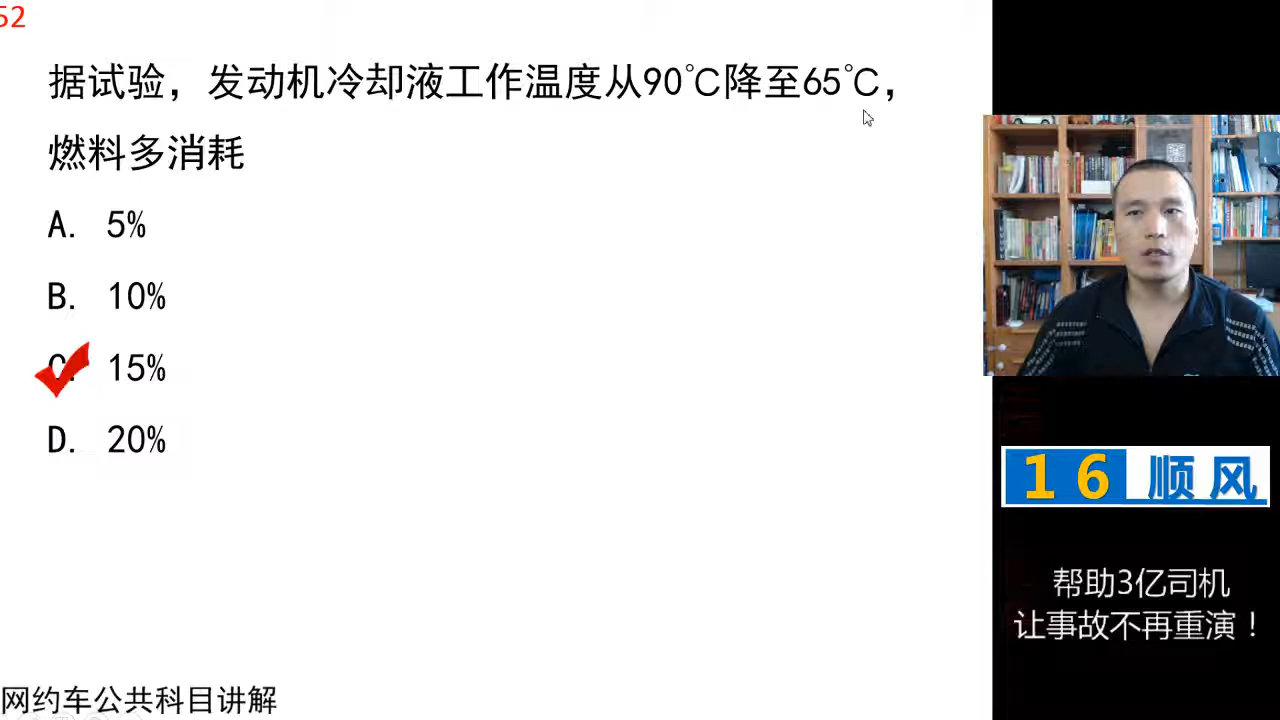 52
据试验，发动机冷却液工作温度从90℃降至65℃，
燃料多消耗
A. 5%
B. 10%
C. 15%
D. 20%
16顺风
帮助3亿司机
让事故不再重演！
网约车公共科目讲解